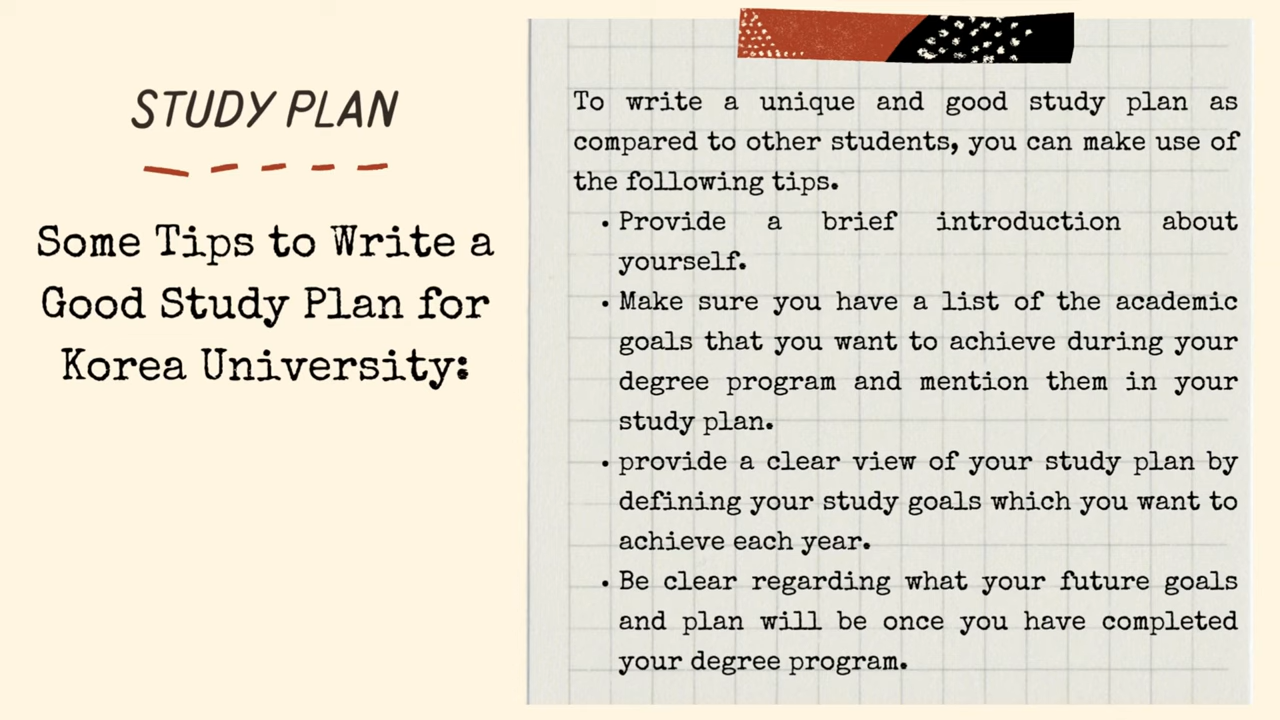 STUDY PLAN
Some Tips to Write a
Good Study Plan for
Korea University:
To write a unique and good study plan as
compared to other students, you can make use of
the following tips.
• Provide a brief introduction about
yourself.
• Make sure you have a list of the academic
goals that you want to achieve during your
degree program and mention them in your
study plan.
• provide a clear view of your study plan by
defining your study goals which you want to
achieve each year.
• Be clear regarding what your future goals
and plan will be once you have completed
your degree program.